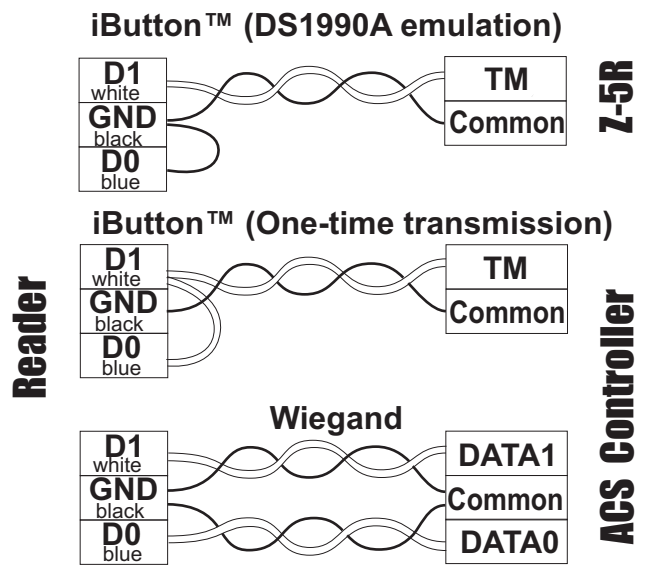 iButton™ (DS1990A emulation)
D1
white
GND
black
D0
blue
TM
Common
Z-5R
iButton™ (One-time transmission)
D1
white
GND
black
D0
blue
TM
Common
Reader
ACS Controller
Wiegand
D1
white
GND
black
D0
blue
DATA1
Common
DATA0